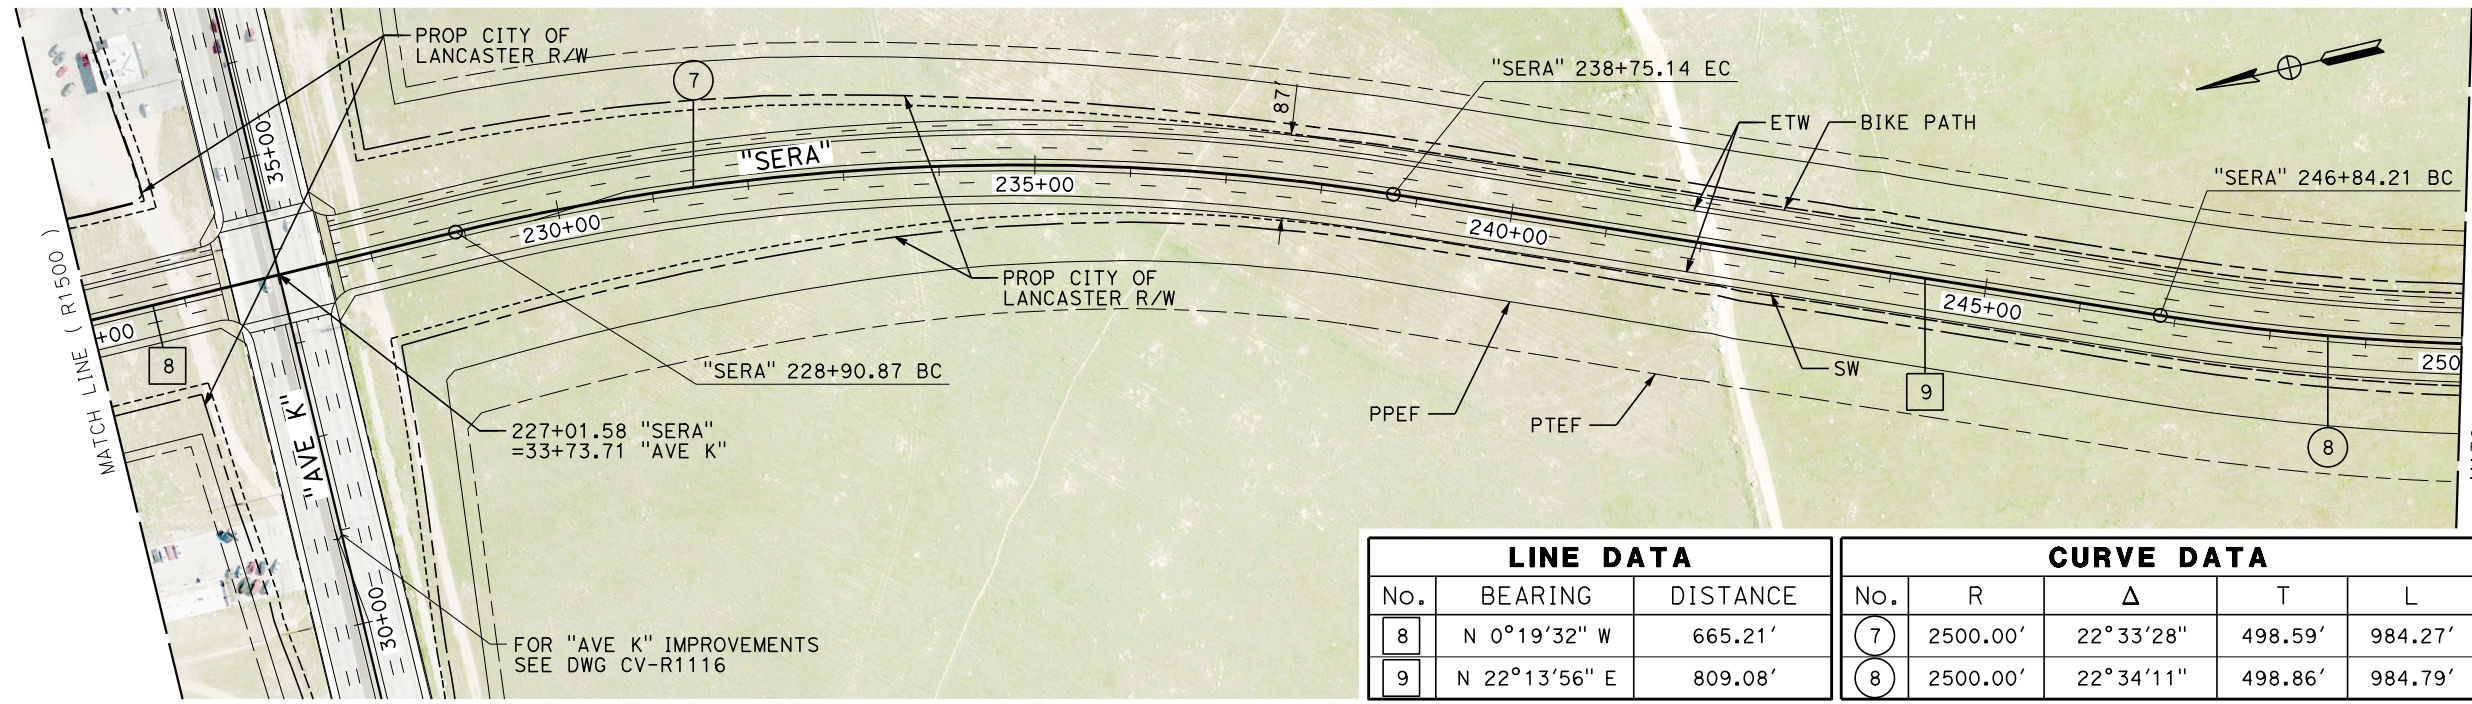 PROP CITY OF
LANCASTER R/W
7
"SERA" 238+75.14 EC
87'
35+00
"SERA"
ETW
BIKE PATH
"SERA" 246+84.21 BC
235+00
230+00
240+00
245+00
250
+00
MATCH LINE ( R1500 )
8
PROP CITY OF
LANCASTER R/W
"SERA" 228+90.87 BC
SW
9
PPEF
PTEF
8
"AVE K"
227+01.58 "SERA"
=33+73.71 "AVE K"
30+00
FOR "AVE K" IMPROVEMENTS
SEE DWG CV-R1116
LINE DATA
No. BEARING DISTANCE
8 N 0°19'32" W 665.21'
9 N 22°13'56" E 809.08'
CURVE DATA
No. R Δ T L
7 2500.00' 22°33'28" 498.59' 984.27'
8 2500.00' 22°34'11" 498.86' 984.79'